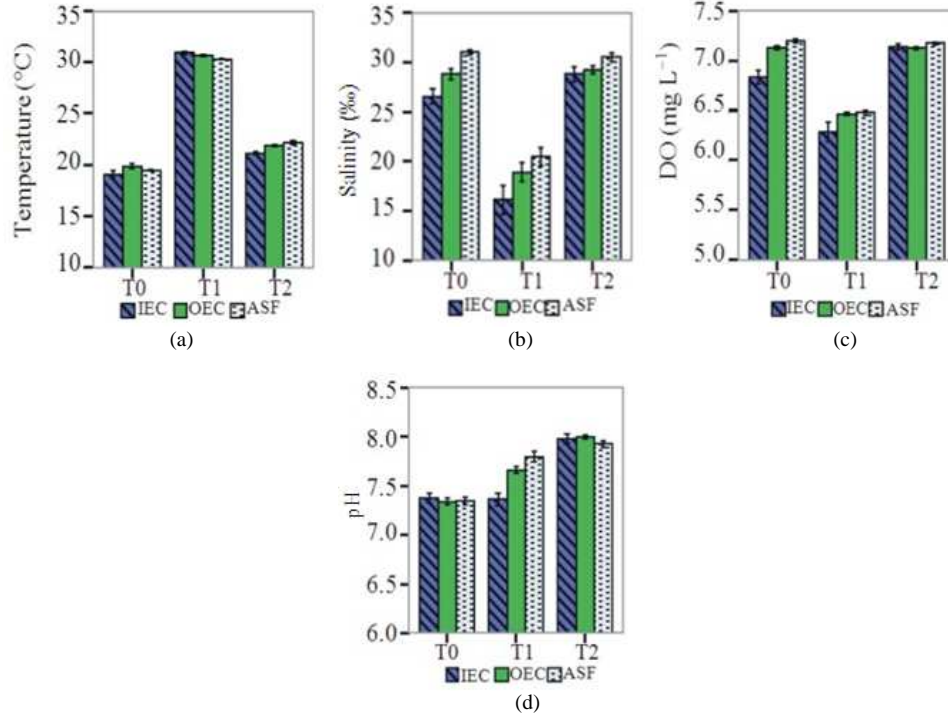 35
30
25
20
15
10
Temperature (°C)
T0 T1 T2
IEC OEC ASF
(a)
35
30
25
20
15
10
Salinity (‰)
T0 T1 T2
IEC OEC ASF
(b)
7.5
7.0
6.5
6.0
5.5
5.0
DO (mg L⁻¹)
T0 T1 T2
IEC OEC ASF
(c)
8.5
8.0
7.5
7.0
6.5
6.0
pH
T0 T1 T2
IEC OEC ASF
(d)